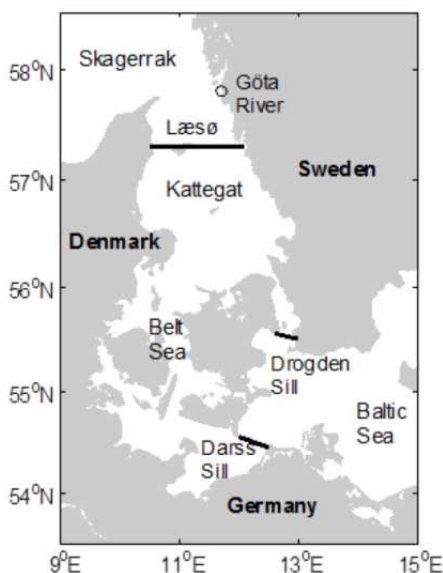 58°N
Skagerrak
Göta
River
Læsø
57°N
Kattegat
Sweden
Denmark
56°N
Belt
Sea
Drogden
Sill
55°N
Baltic
Sea
Darss
Sill
54°N
Germany
9°E
11°E
13°E
15°E